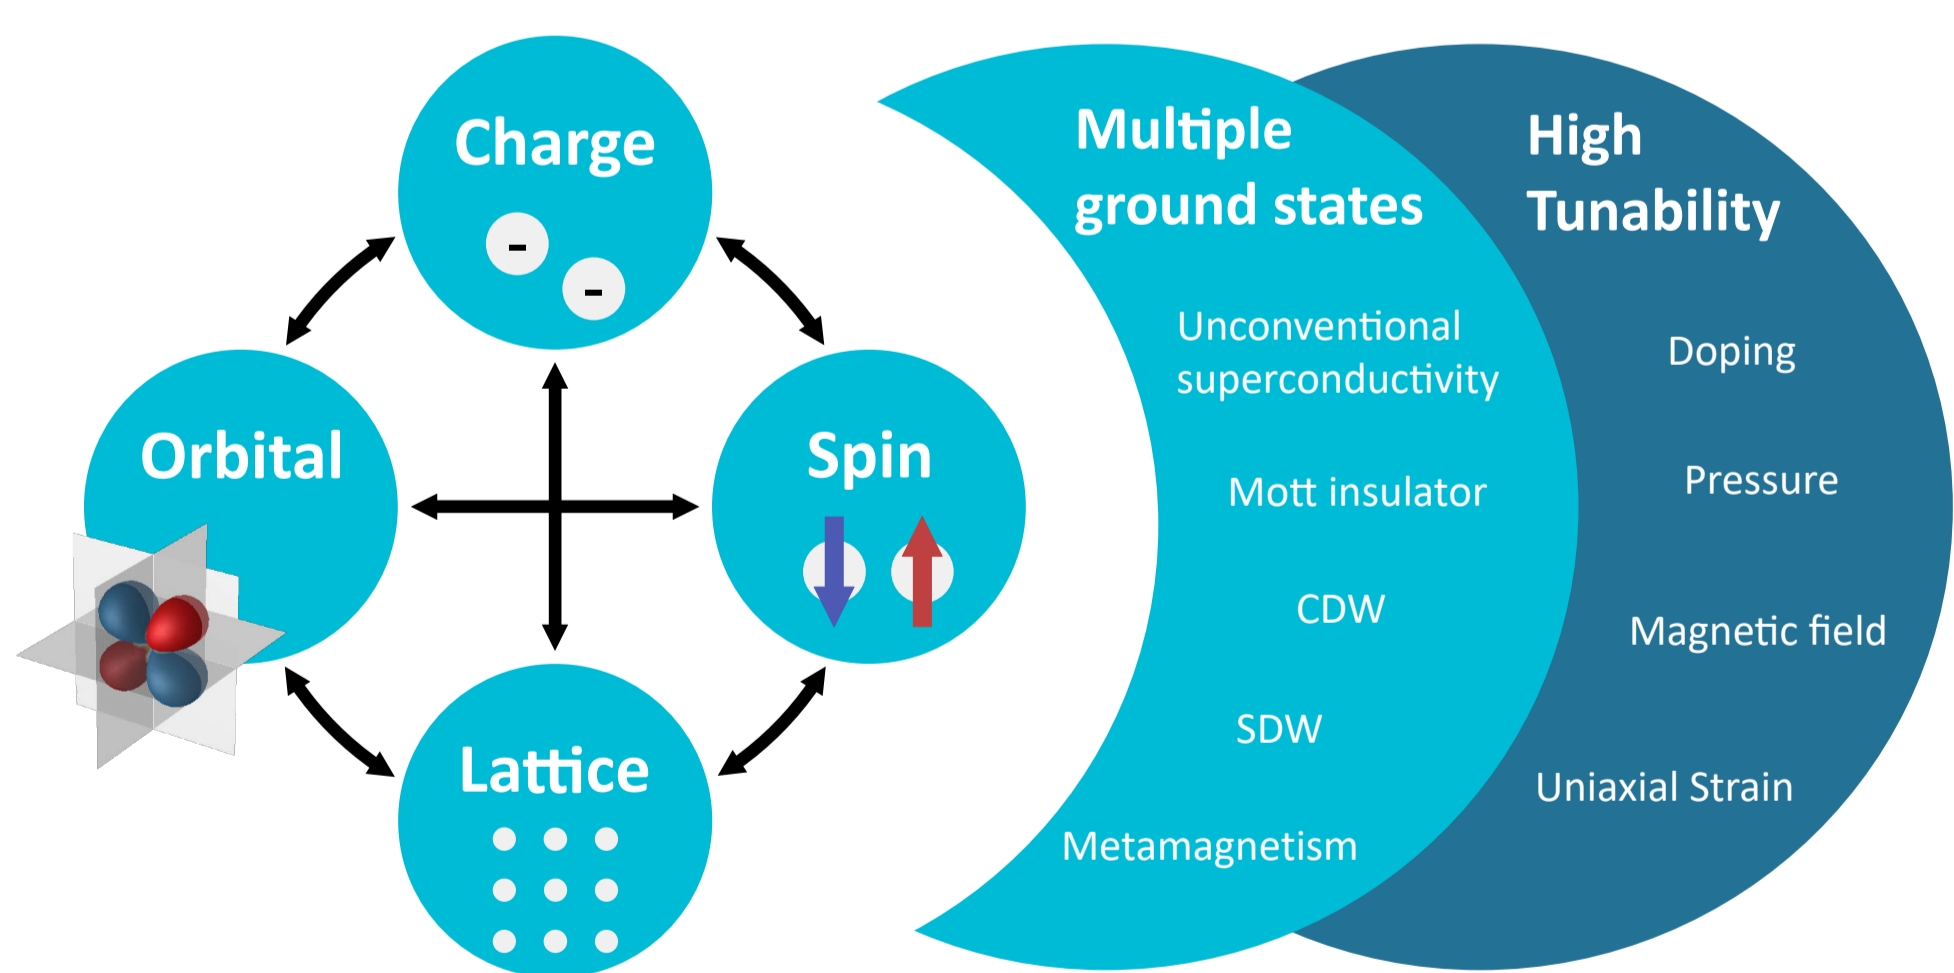 Charge
-
-
Orbital
Spin
Lattice
Multiple
ground states
Unconventional
superconductivity
Mott insulator
CDW
SDW
Metamagnetism
High
Tunability
Doping
Pressure
Magnetic field
Uniaxial Strain